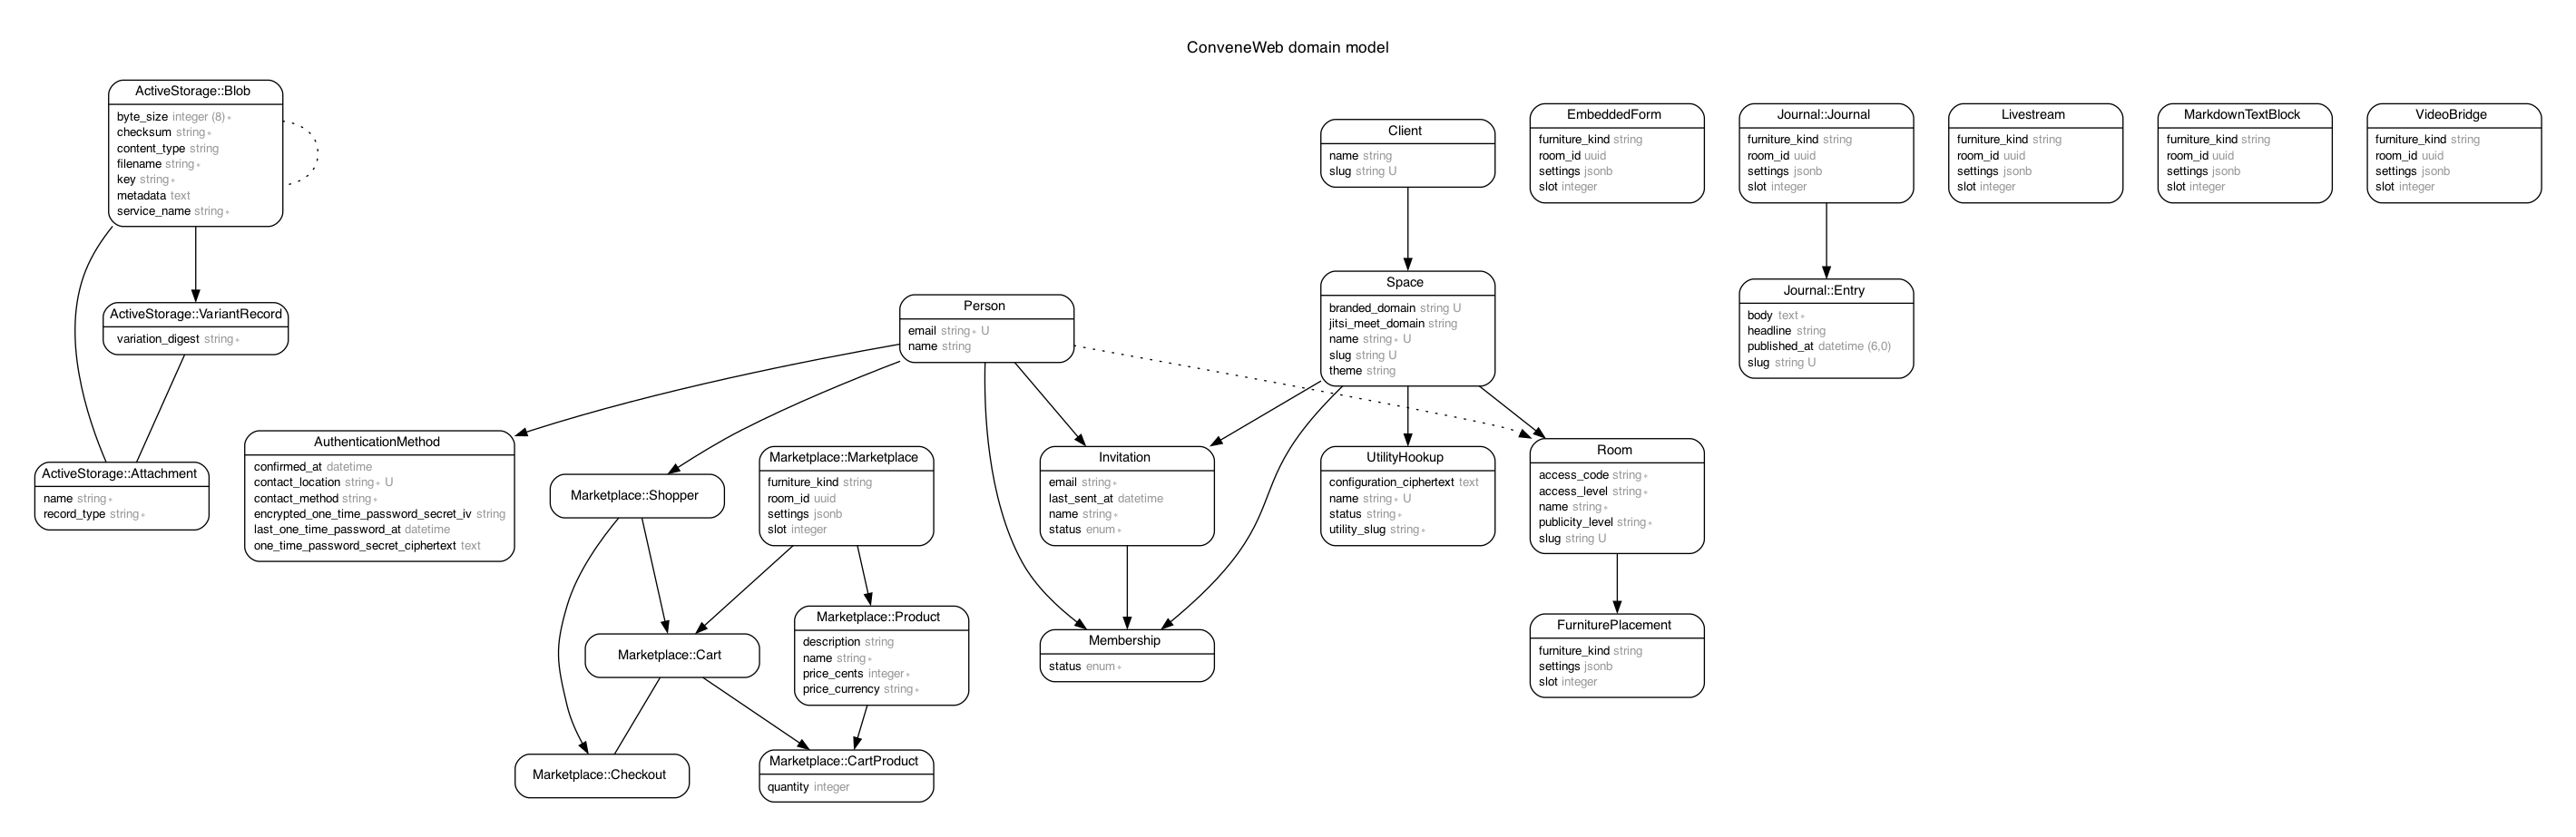 ConveneWeb domain model
ActiveStorage::Blob
byte_size integer (8) ∗
checksum string ∗
content_type string
filename string ∗
key string ∗
metadata text
service_name string ∗
Client
name string
slug string U
EmbeddedForm
furniture_kind string
room_id uuid
settings jsonb
slot integer
Journal::Journal
furniture_kind string
room_id uuid
settings jsonb
slot integer
Livestream
furniture_kind string
room_id uuid
settings jsonb
slot integer
MarkdownTextBlock
furniture_kind string
room_id uuid
settings jsonb
slot integer
VideoBridge
furniture_kind string
room_id uuid
settings jsonb
slot integer
ActiveStorage::VariantRecord
variation_digest string ∗
Person
email string ∗ U
name string
Space
branded_domain string U
jitsi_meet_domain string
name string ∗ U
slug string U
theme string
Journal::Entry
body text ∗
headline string
published_at datetime (6,0)
slug string U
ActiveStorage::Attachment
name string ∗
record_type string ∗
AuthenticationMethod
confirmed_at datetime
contact_location string ∗ U
contact_method string ∗
encrypted_one_time_password_secret_iv string
last_one_time_password_at datetime
one_time_password_secret_ciphertext text
Marketplace::Shopper
Marketplace::Marketplace
furniture_kind string
room_id uuid
settings jsonb
slot integer
Invitation
email string ∗
last_sent_at datetime
name string ∗
status enum ∗
UtilityHookup
configuration_ciphertext text
name string ∗ U
status string ∗
utility_slug string ∗
Room
access_code string ∗
access_level string ∗
name string ∗
publicity_level string ∗
slug string U
Marketplace::Cart
Marketplace::Product
description string
name string ∗
price_cents integer ∗
price_currency string ∗
Membership
status enum ∗
FurniturePlacement
furniture_kind string
settings jsonb
slot integer
Marketplace::Checkout
Marketplace::CartProduct
quantity integer